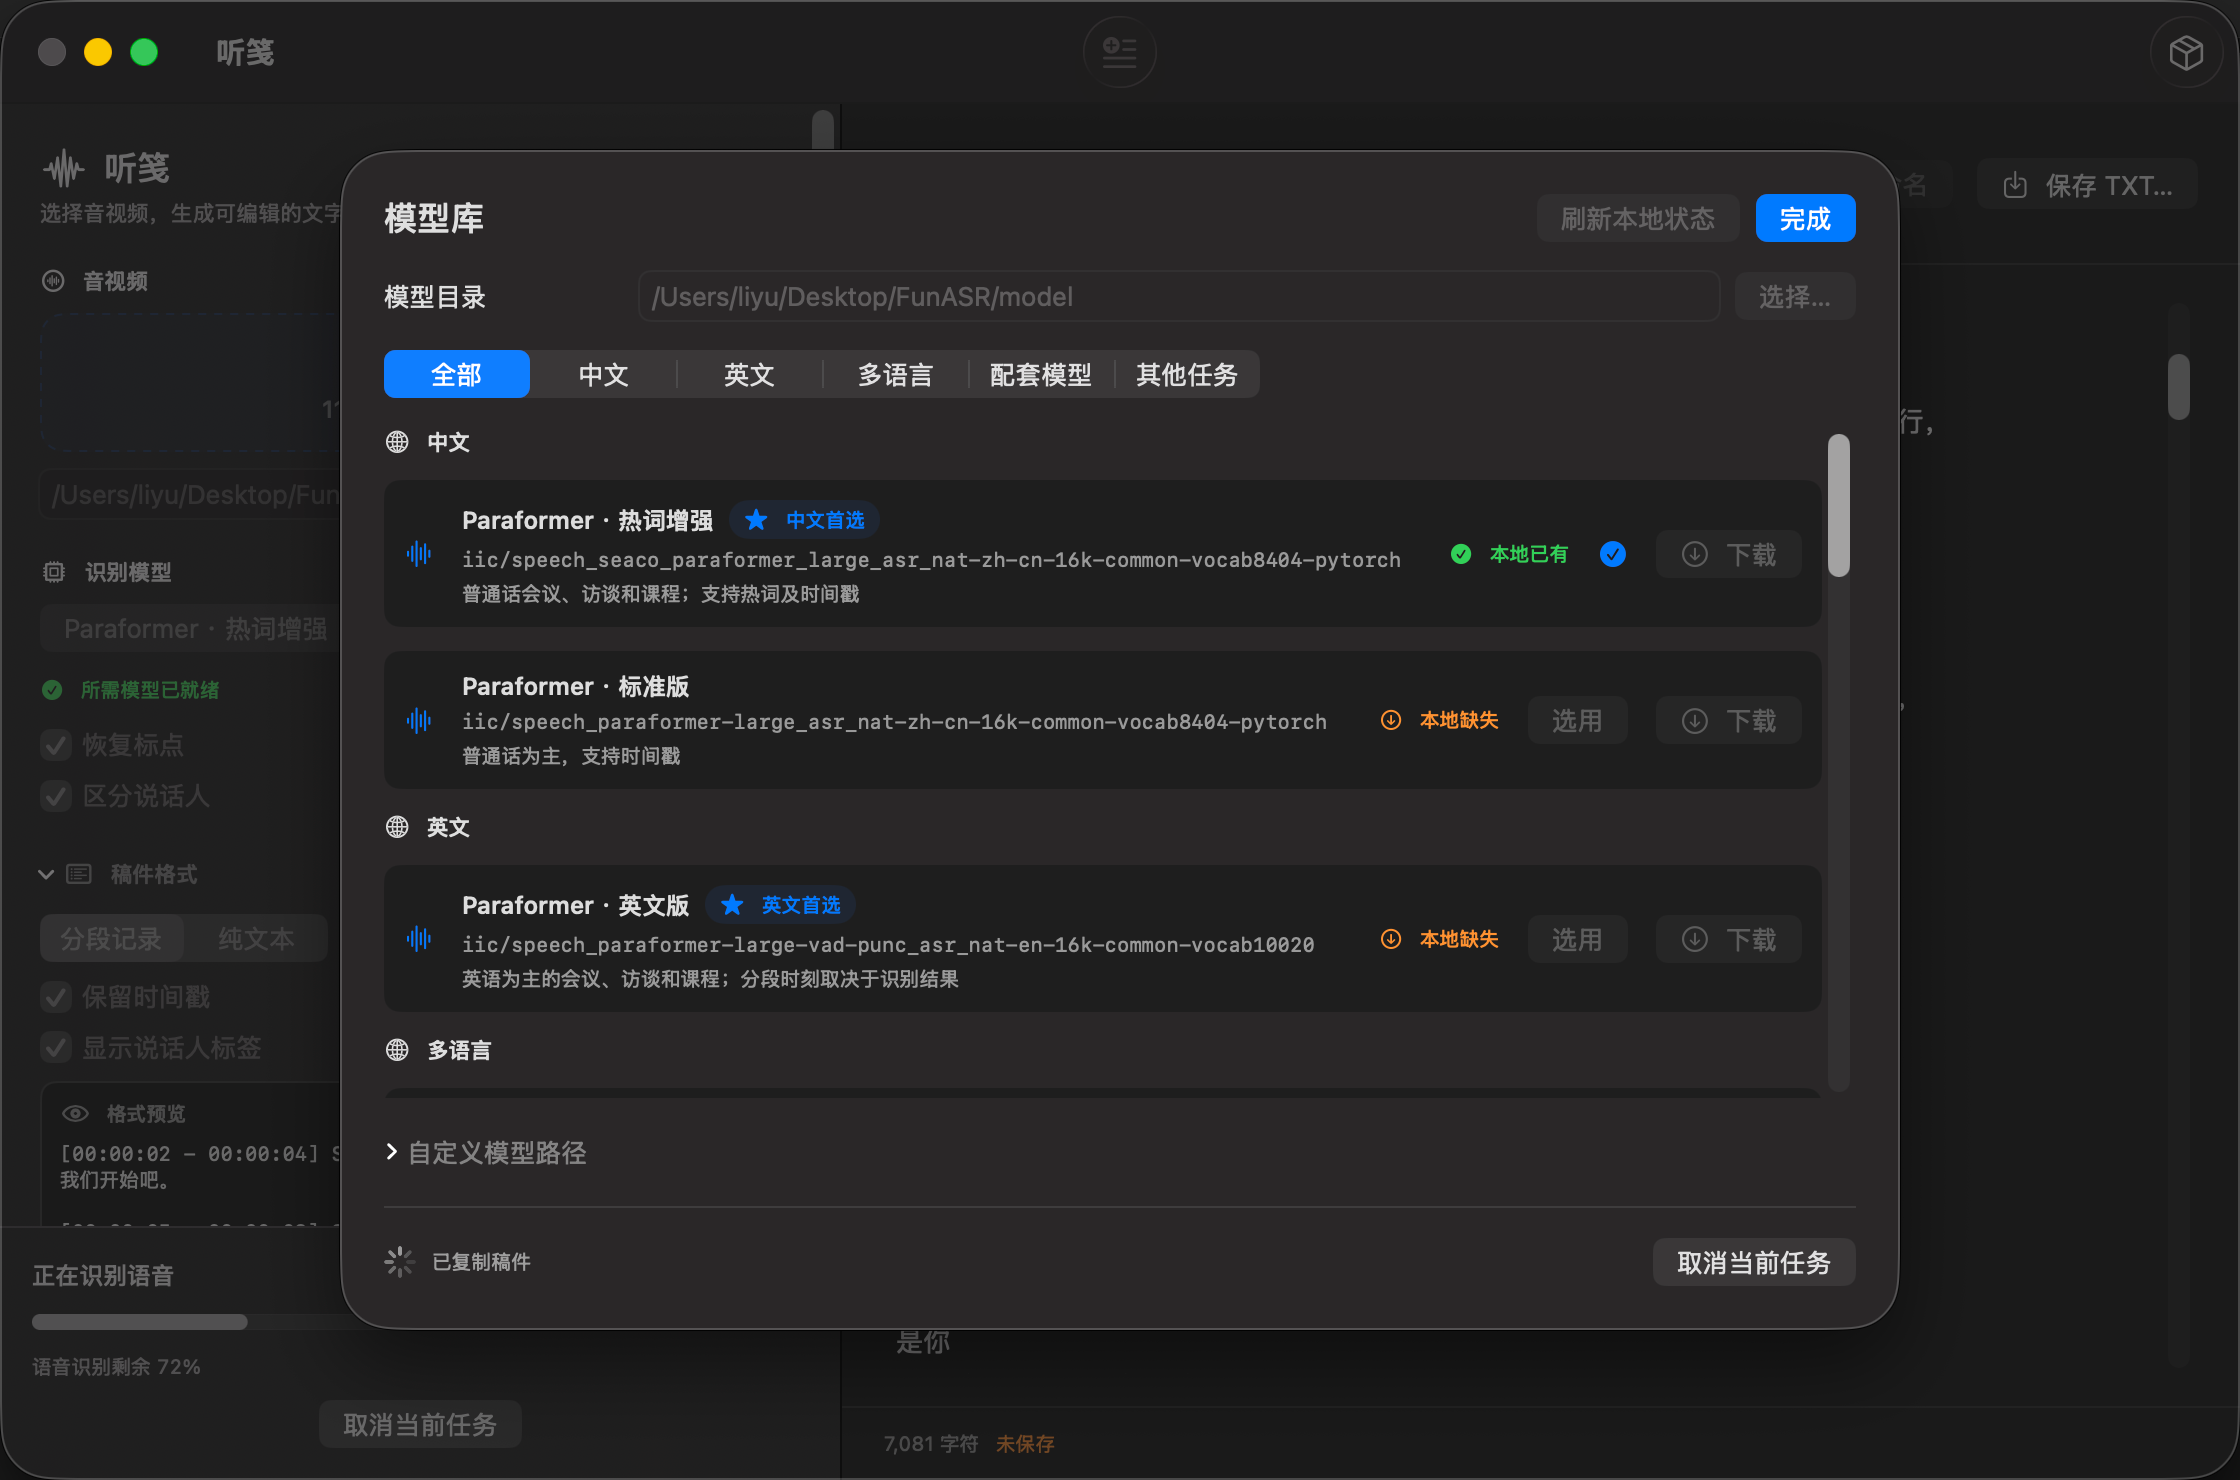 听笺
听笺
选择音视频，生成可编辑的文字
音视频
/Users/liyu/Desktop/Fun
识别模型
Paraformer · 热词增强
所需模型已就绪
恢复标点
区分说话人
稿件格式
分段记录 纯文本
保留时间戳
显示说话人标签
格式预览
[00:00:02 – 00:00:04]
我们开始吧。
正在识别语音
语音识别剩余 72%
取消当前任务
模型库
刷新本地状态 完成
模型目录 /Users/liyu/Desktop/FunASR/model 选择...
全部 中文 英文 多语言 配套模型 其他任务
中文
Paraformer · 热词增强 中文首选
iic/speech_seaco_paraformer_large_asr_nat-zh-cn-16k-common-vocab8404-pytorch
普通话会议、访谈和课程；支持热词及时间戳
本地已有 下载
Paraformer · 标准版
iic/speech_paraformer-large_asr_nat-zh-cn-16k-common-vocab8404-pytorch
普通话为主，支持时间戳
本地缺失 选用 下载
英文
Paraformer · 英文版 英文首选
iic/speech_paraformer-large-vad-punc_asr_nat-en-16k-common-vocab10020
英语为主的会议、访谈和课程；分段时刻取决于识别结果
本地缺失 选用 下载
多语言
自定义模型路径
已复制稿件 取消当前任务
名 保存 TXT...
行，
是你
7,081 字符 未保存